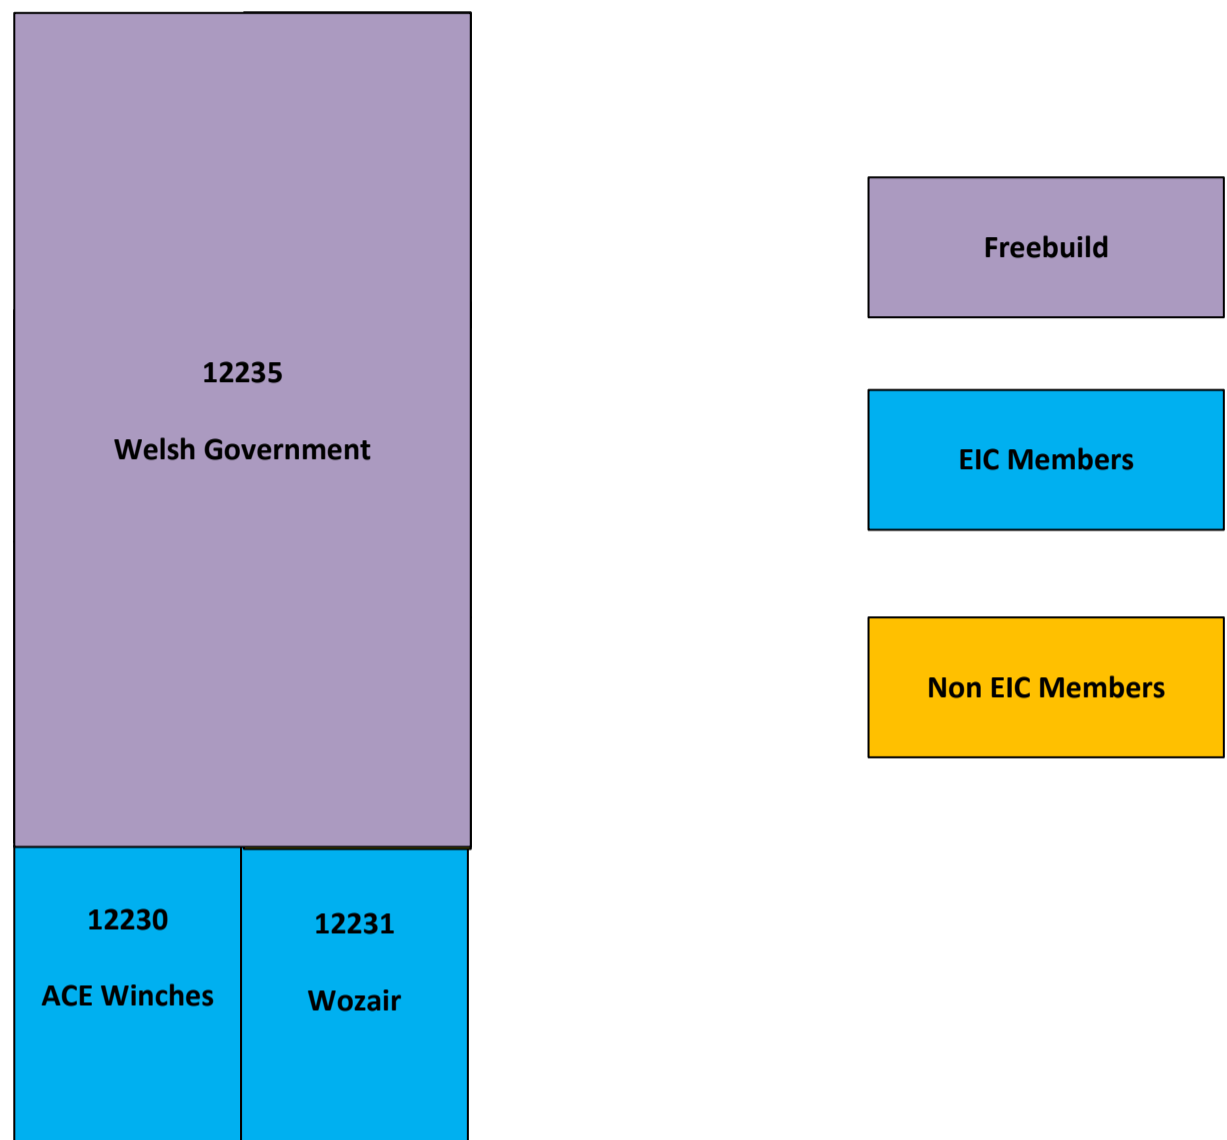 12235
Welsh Government
12230
ACE Winches
12231
Wozair
Freebuild
EIC Members
Non EIC Members